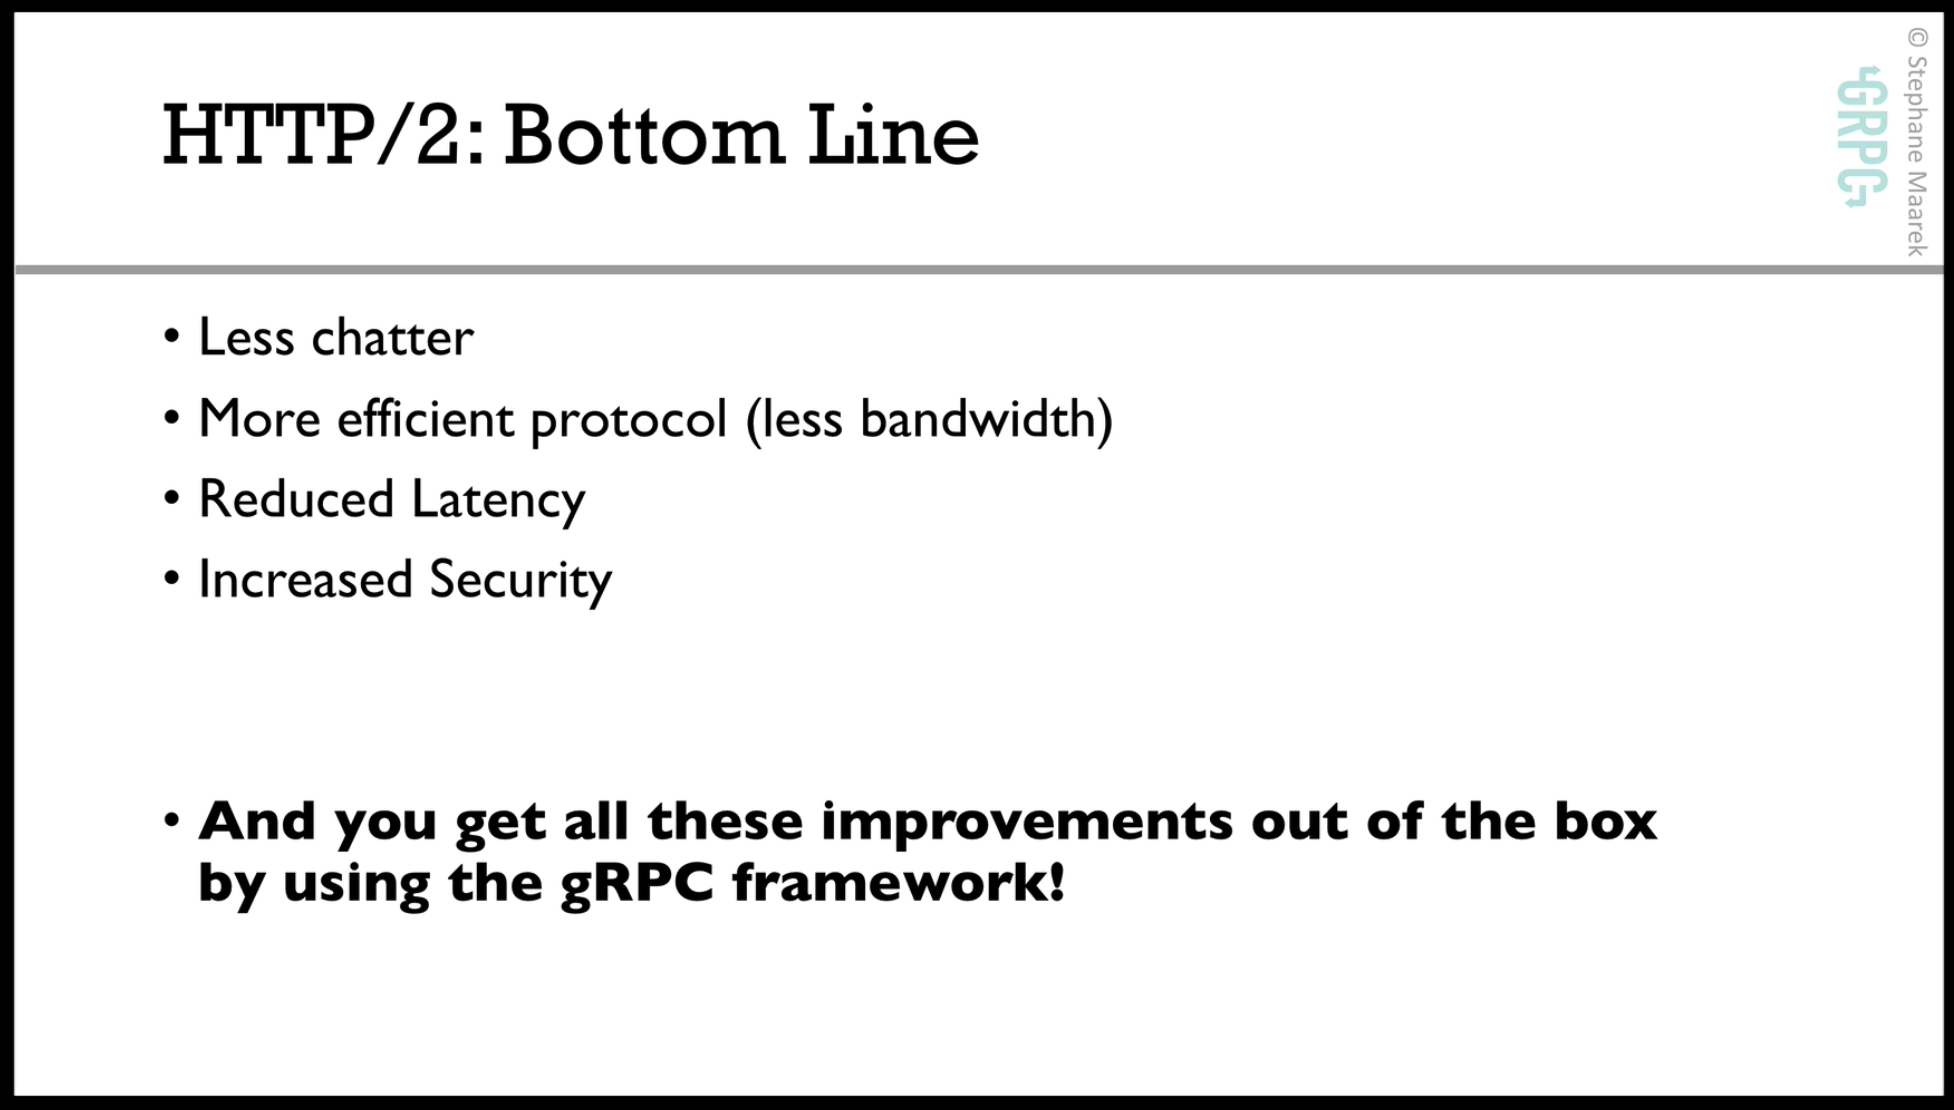 HTTP/2: Bottom Line
GRPC
© Stephane Maarek
• Less chatter
• More efficient protocol (less bandwidth)
• Reduced Latency
• Increased Security
• And you get all these improvements out of the box
by using the gRPC framework!